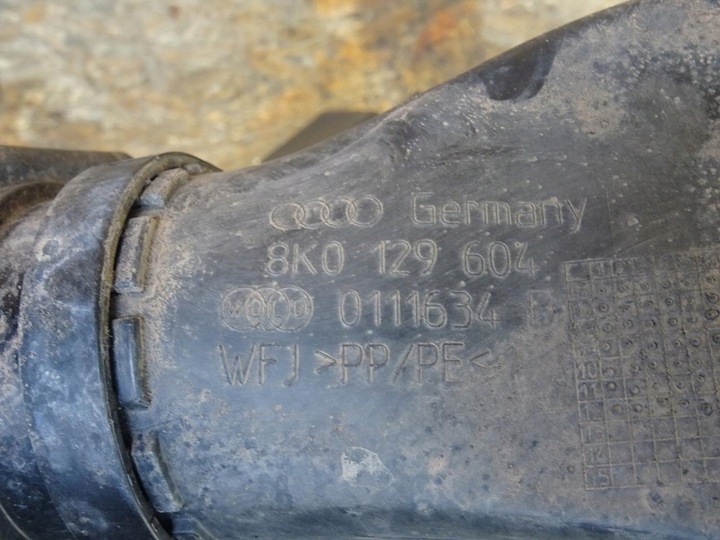 Germany
8K0 129 604
0111634 B
WFJ >PP/PE<